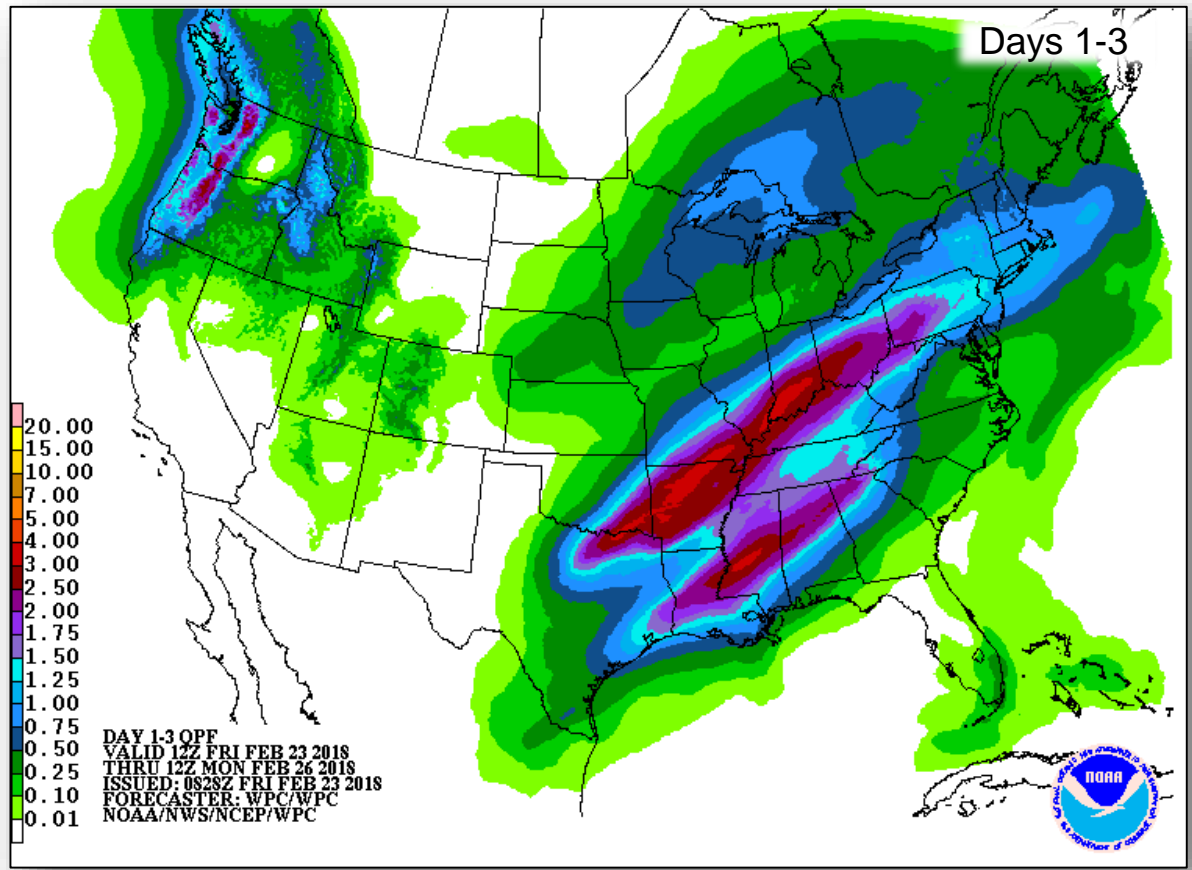 Days 1-3
20.00
15.00
10.00
7.00
5.00
4.00
3.00
2.50
2.00
1.75
1.50
1.25
1.00
0.75
0.50
0.25
0.10
0.01
DAY 1-3 QPF
VALID 12Z FRI FEB 23 2018
THRU 12Z MON FEB 26 2018
ISSUED: 0828Z FRI FEB 23 2018
FORECASTER: WPC/WPC
NOAA/NWS/NCEP/WPC
NOAA